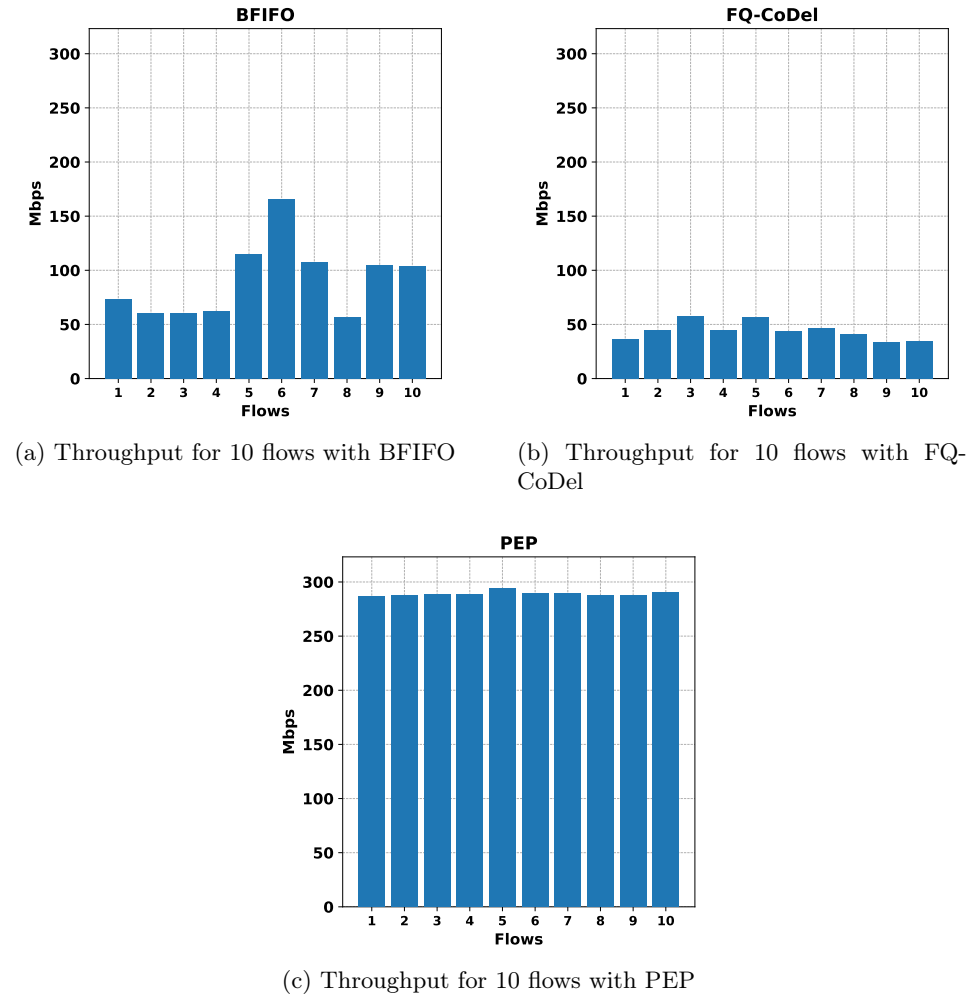 BFIFO
300
250
200
150
100
50
0
Mbps
1 2 3 4 5 6 7 8 9 10
Flows
(a) Throughput for 10 flows with BFIFO
FQ-CoDel
300
250
200
150
100
50
0
Mbps
1 2 3 4 5 6 7 8 9 10
Flows
(b) Throughput for 10 flows with FQ-
CoDel
PEP
300
250
200
150
100
50
0
Mbps
1 2 3 4 5 6 7 8 9 10
Flows
(c) Throughput for 10 flows with PEP